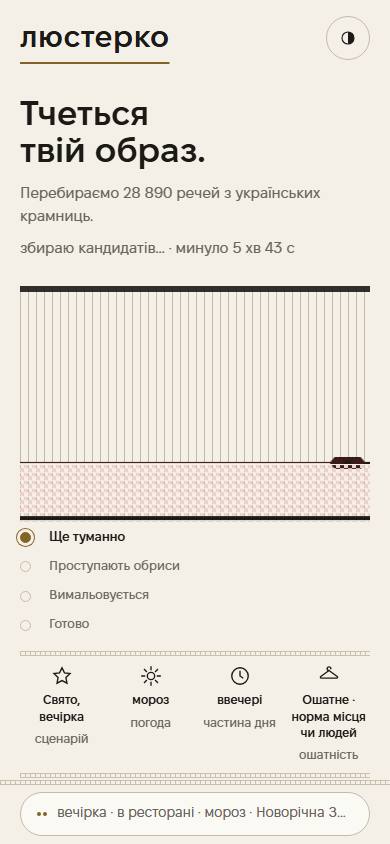 люстерко
Тчеться
твій образ.
Перебираємо 28 890 речей з українських
крамниць.
збираю кандидатів... · минуло 5 хв 43 с
Ще туманно
Проступають обриси
Вимальовується
Готово
Свято,
вечірка
сценарій
мороз
погода
ввечері
частина дня
Ошатне ·
норма місця
чи людей
ошатність
вечірка · в ресторані · мороз · Новорічна З...